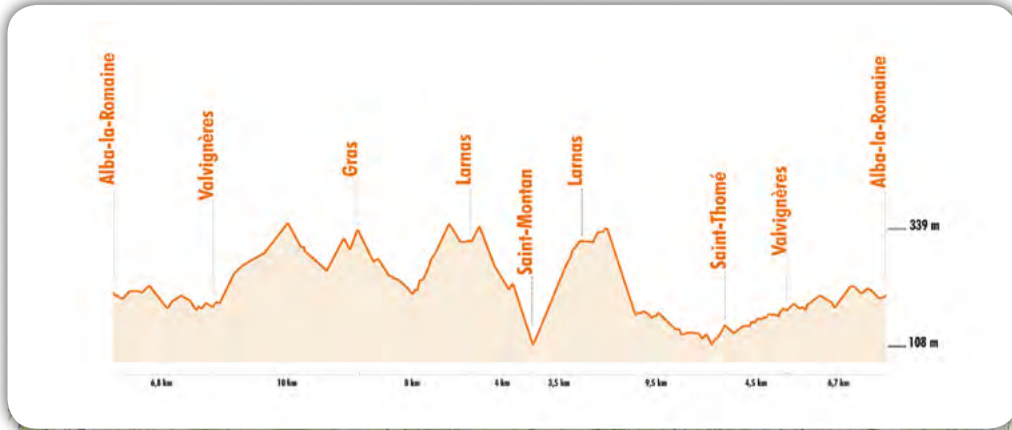 Alba-la-Romaine
Valvignères
Gras
Larnas
Saint-Montan
Larnas
Saint-Thomé
Valvignères
Alba-la-Romaine
339 m
108 m
6,8 km
10 km
8 km
4 km
3,5 km
9,5 km
4,5 km
6,7 km